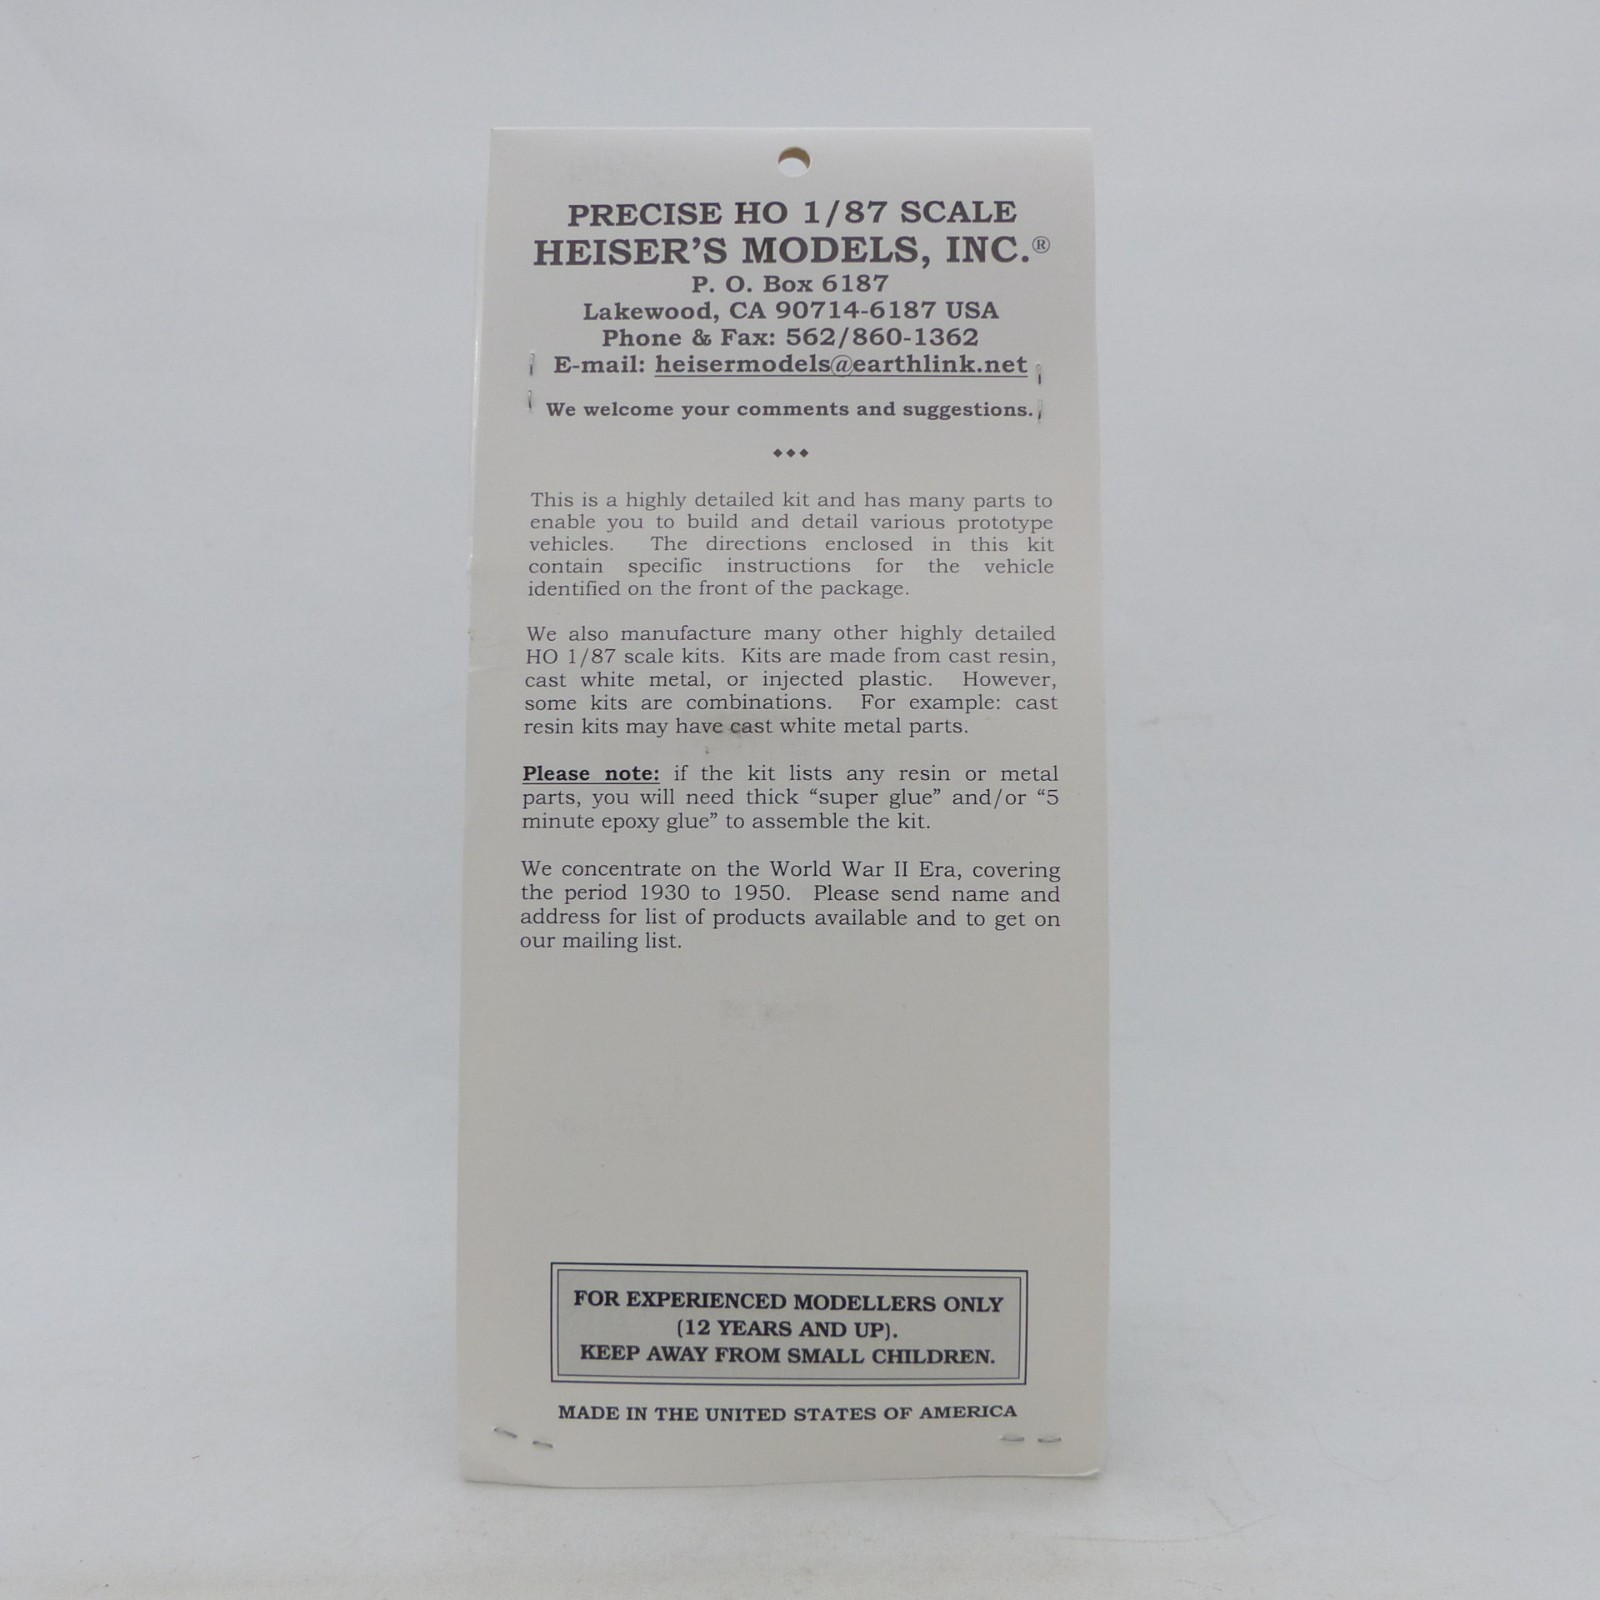 PRECISE HO 1/87 SCALE
HEISER'S MODELS, INC.®
P. O. Box 6187
Lakewood, CA 90714-6187 USA
Phone & Fax: 562/860-1362
E-mail: heisermodels@earthlink.net
We welcome your comments and suggestions.
This is a highly detailed kit and has many parts to
enable you to build and detail various prototype
vehicles. The directions enclosed in this kit
contain specific instructions for the vehicle
identified on the front of the package.
We also manufacture many other highly detailed
HO 1/87 scale kits. Kits are made from cast resin,
cast white metal, or injected plastic. However,
some kits are combinations. For example: cast
resin kits may have cast white metal parts.
Please note: if the kit lists any resin or metal
parts, you will need thick “super glue” and/or “5
minute epoxy glue” to assemble the kit.
We concentrate on the World War II Era, covering
the period 1930 to 1950. Please send name and
address for list of products available and to get on
our mailing list.
FOR EXPERIENCED MODELLERS ONLY
(12 YEARS AND UP).
KEEP AWAY FROM SMALL CHILDREN.
MADE IN THE UNITED STATES OF AMERICA